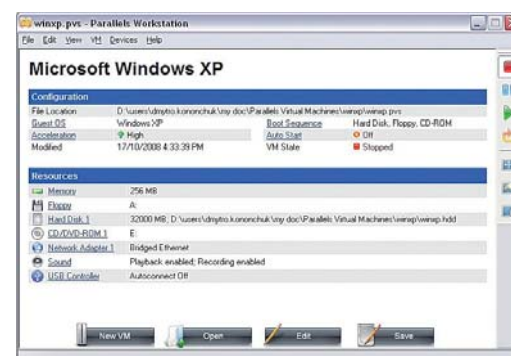 winxp.pvs - Parallels Workstation
File Edit View VM Devices Help
Microsoft Windows XP
Configuration
File Location D:\users\dmytro.kononchuk\my doc\Parallels Virtual Machines\winxp\winxp.pvs
Guest OS Windows XP Boot Sequence Hard Disk, Floppy, CD-ROM
Acceleration High Auto Start Off
Modified 17/10/2008 4:33:39 PM VM State Stopped
Resources
Memory 256 MB
Floppy A:
Hard Disk 1 32000 MB, D:\users\dmytro.kononchuk\my doc\Parallels Virtual Machines\winxp\winxp.hdd
CD/DVD-ROM 1 E:
Network Adapter 1 Bridged Ethernet
Sound Playback enabled; Recording enabled
USB Controller Autoconnect Off
New VM Open Edit Save